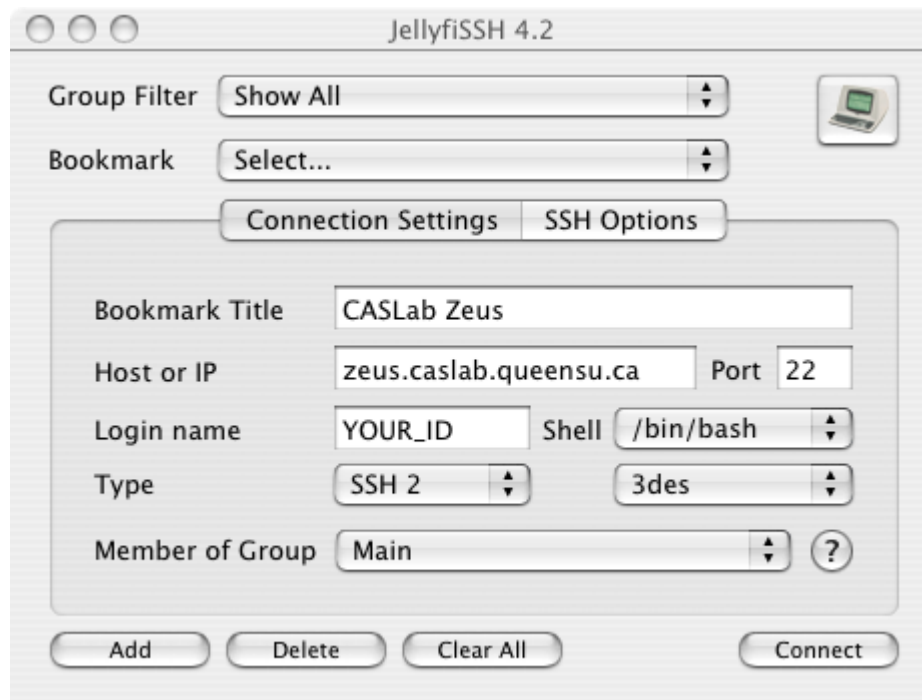 JellyfiSSH 4.2
Group Filter Show All
Bookmark Select...
Connection Settings SSH Options
Bookmark Title CASLab Zeus
Host or IP zeus.caslab.queensu.ca Port 22
Login name YOUR_ID Shell /bin/bash
Type SSH 2 3des
Member of Group Main ?
Add Delete Clear All Connect